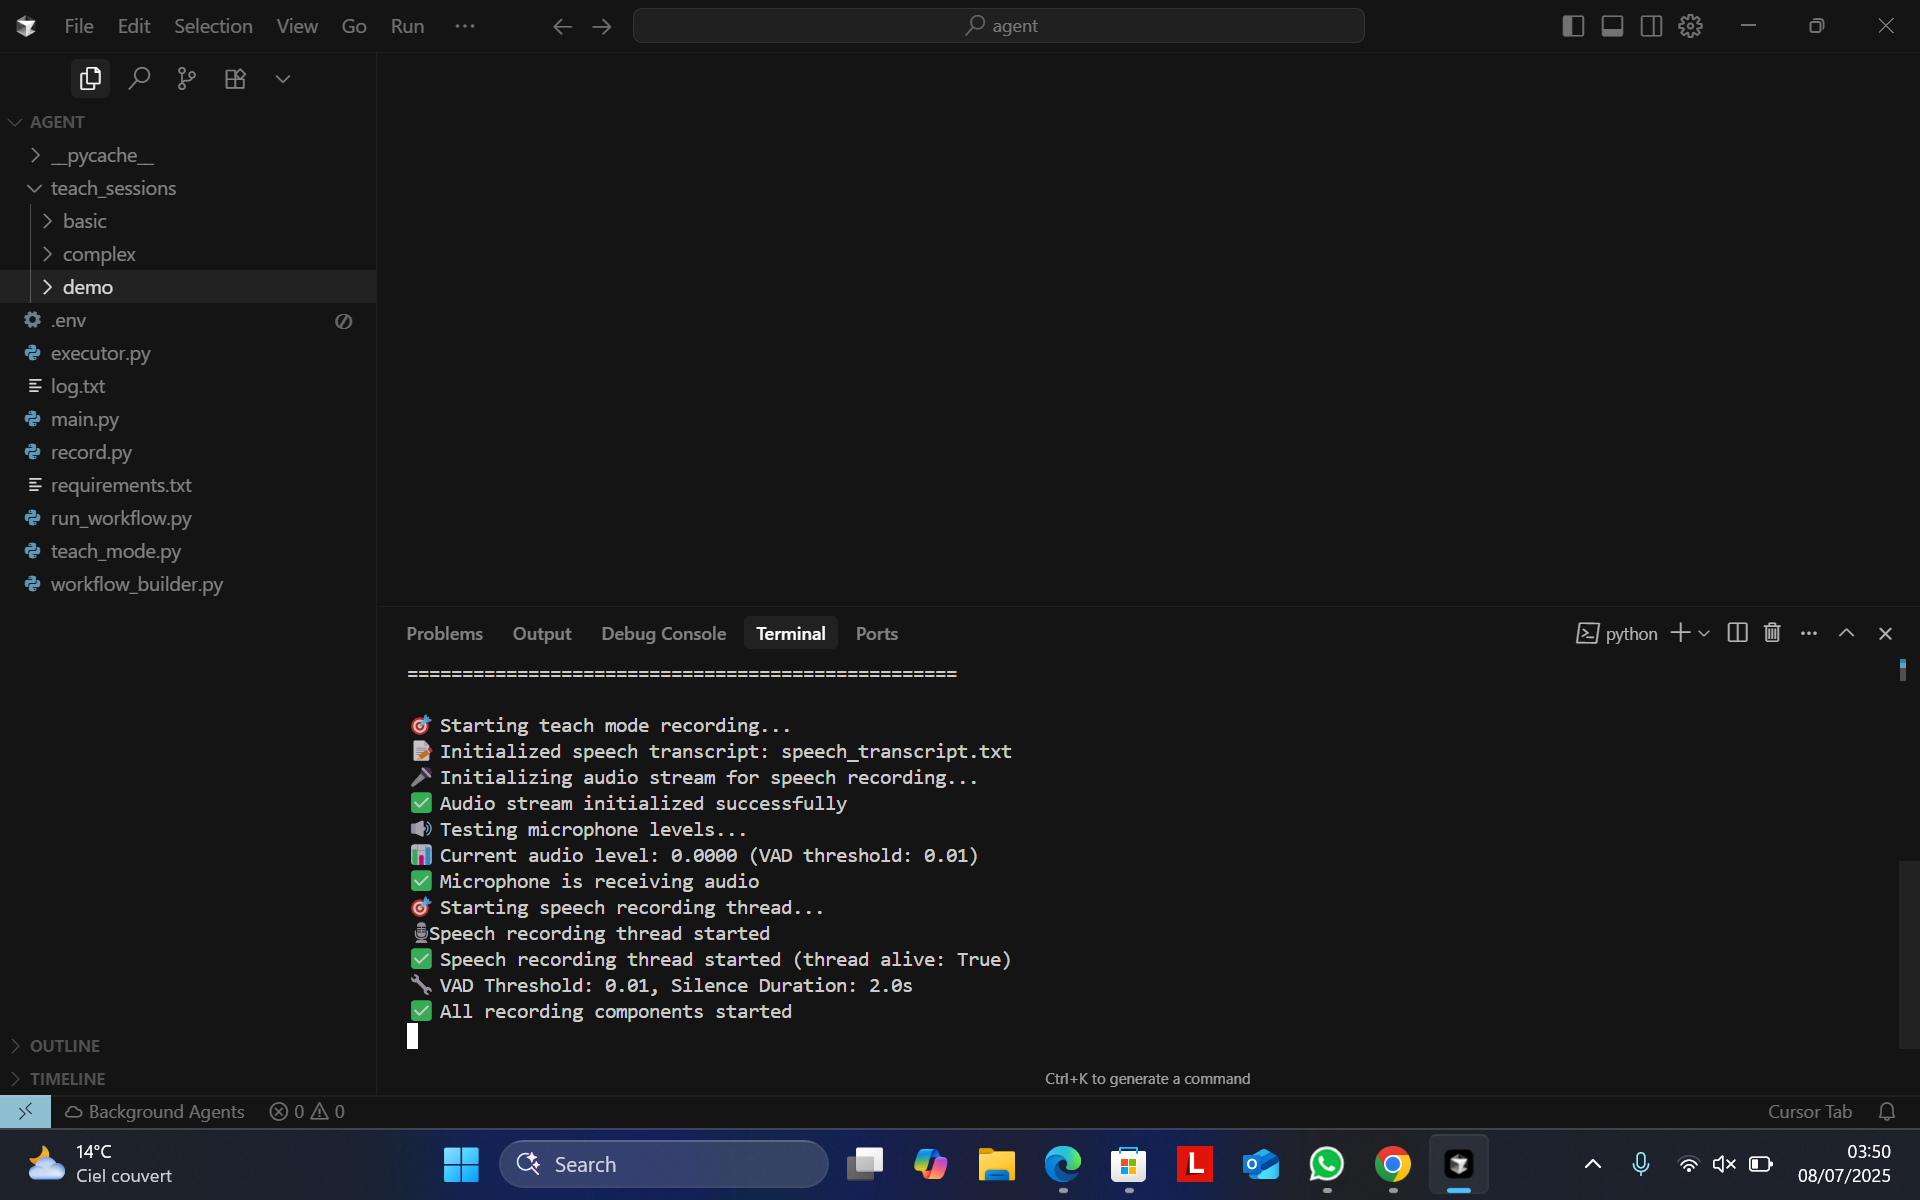 File Edit Selection View Go Run ···
agent
AGENT
__pycache__
teach_sessions
basic
complex
demo
.env
executor.py
log.txt
main.py
record.py
requirements.txt
run_workflow.py
teach_mode.py
workflow_builder.py
OUTLINE
TIMELINE
Problems Output Debug Console Terminal Ports
python
==================================================
Starting teach mode recording...
Initialized speech transcript: speech_transcript.txt
Initializing audio stream for speech recording...
Audio stream initialized successfully
Testing microphone levels...
Current audio level: 0.0000 (VAD threshold: 0.01)
Microphone is receiving audio
Starting speech recording thread...
Speech recording thread started
Speech recording thread started (thread alive: True)
VAD Threshold: 0.01, Silence Duration: 2.0s
All recording components started
Ctrl+K to generate a command
Background Agents 0 0
Cursor Tab
14°C
Ciel couvert
Search
L
03:50
08/07/2025